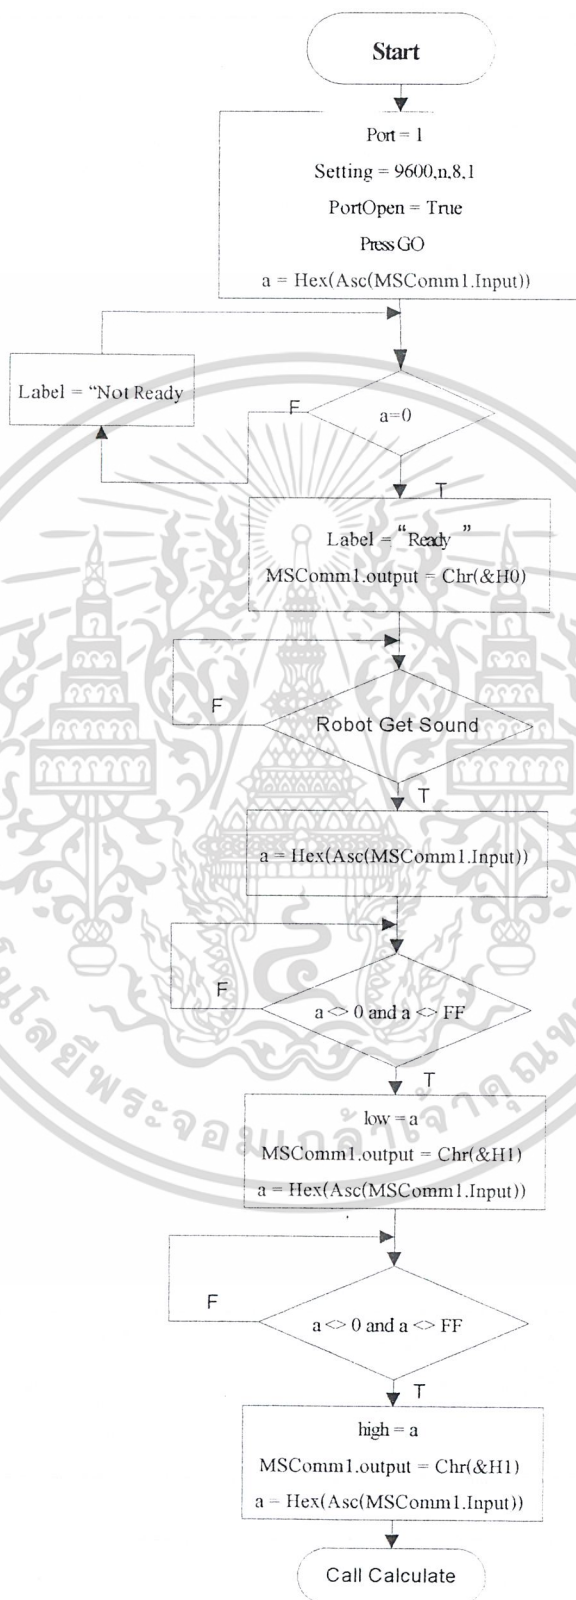 Start
Port = 1
Setting = 9600,n,8,1
PortOpen = True
Press GO
a = Hex(Asc(MSComm1.Input))
Label = "Not Ready
F
a=0
T
Label = "Ready "
MSComm1.output = Chr(&H0)
F
Robot Get Sound
T
a = Hex(Asc(MSComm1.Input))
F
a <> 0 and a <> FF
T
low = a
MSComm1.output = Chr(&H1)
a = Hex(Asc(MSComm1.Input))
F
a <> 0 and a <> FF
T
high = a
MSComm1.output = Chr(&H1)
a = Hex(Asc(MSComm1.Input))
Call Calculate